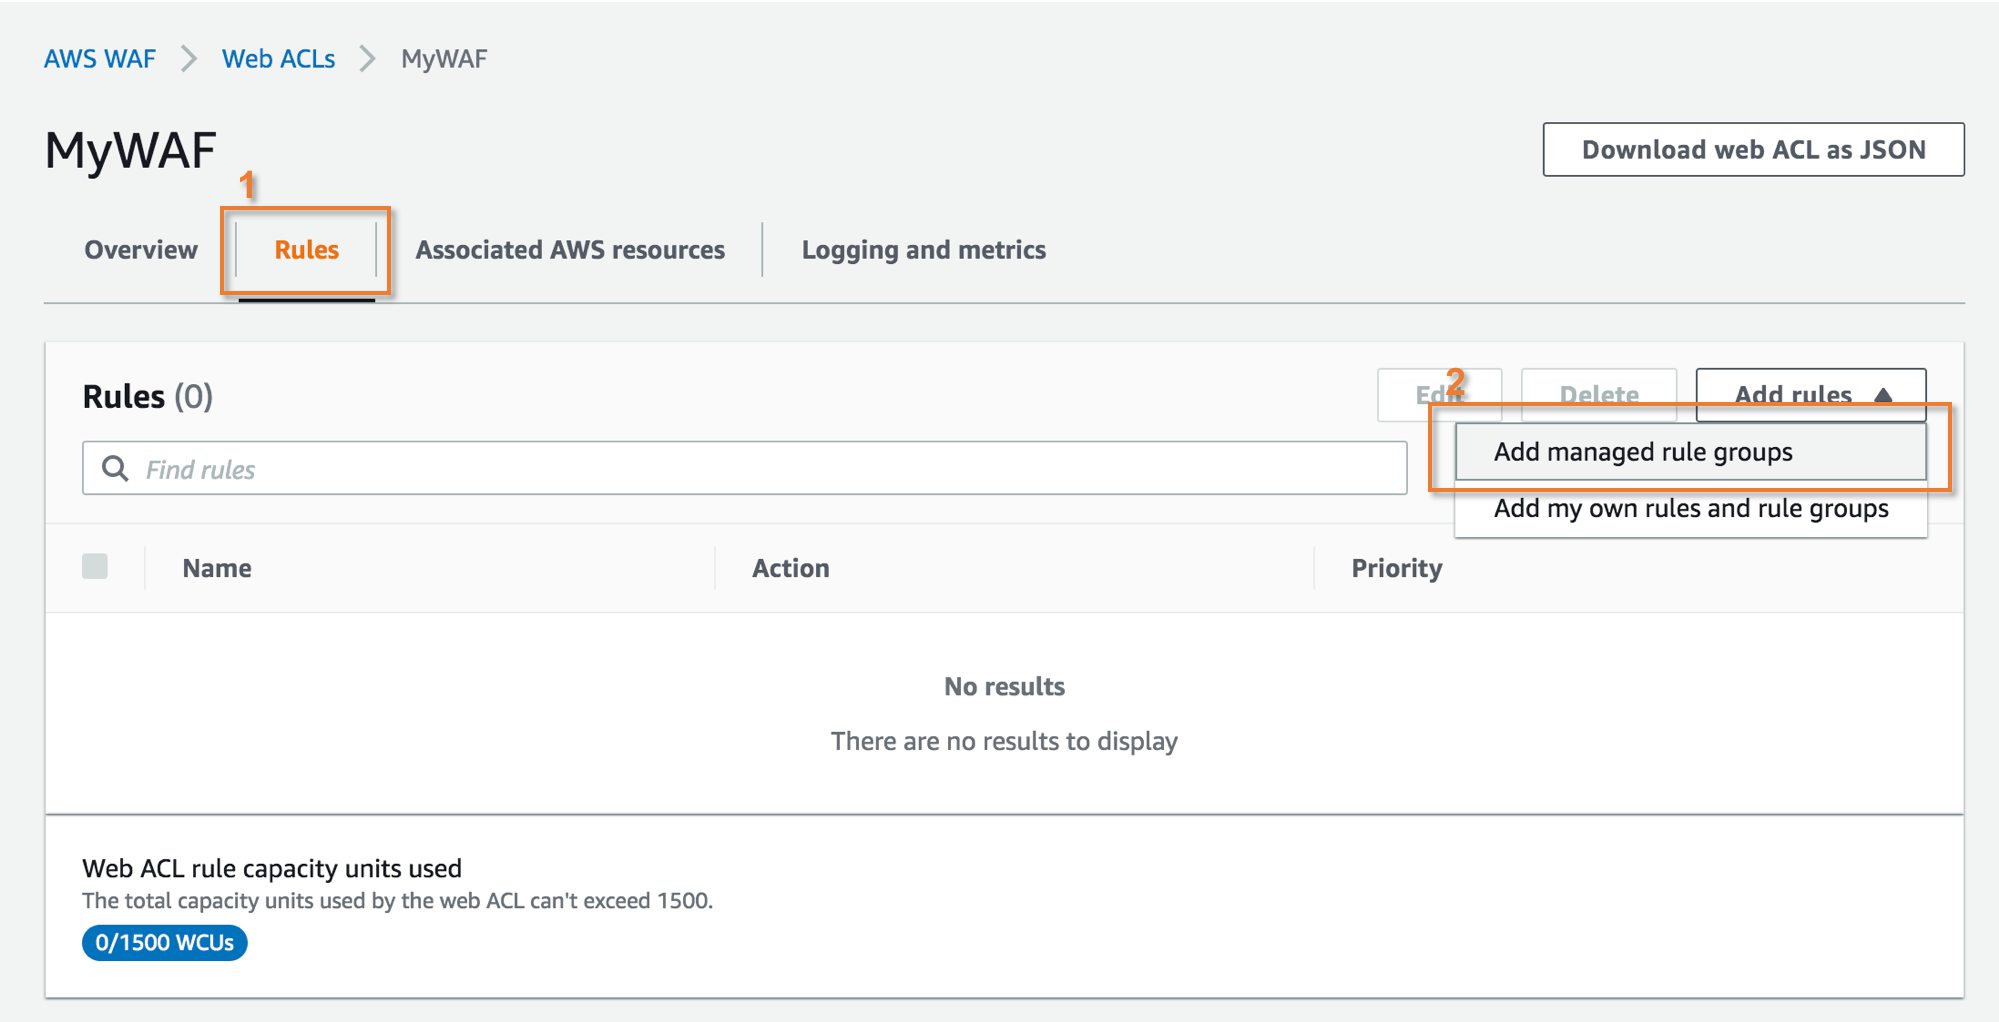 AWS WAF > Web ACLs > MyWAF
MyWAF
Download web ACL as JSON
1
Overview Rules Associated AWS resources Logging and metrics
Rules (0)
Edit Delete Add rules
2
Find rules
Add managed rule groups
Add my own rules and rule groups
Name Action Priority
No results
There are no results to display
Web ACL rule capacity units used
The total capacity units used by the web ACL can't exceed 1500.
0/1500 WCUs